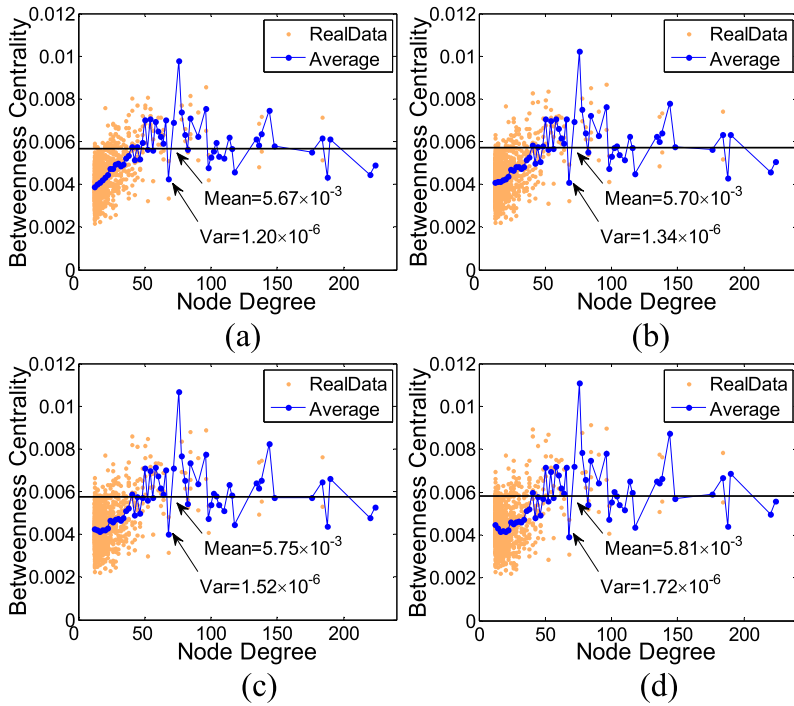 0.012
0.01
0.008
0.006
0.004
0.002
0
Betweenness Centrality
RealData
Average
Mean=5.67×10⁻³
Var=1.20×10⁻⁶
0 50 100 150 200
Node Degree
(a)
0.012
0.01
0.008
0.006
0.004
0.002
0
Betweenness Centrality
RealData
Average
Mean=5.70×10⁻³
Var=1.34×10⁻⁶
0 50 100 150 200
Node Degree
(b)
0.012
0.01
0.008
0.006
0.004
0.002
0
Betweenness Centrality
RealData
Average
Mean=5.75×10⁻³
Var=1.52×10⁻⁶
0 50 100 150 200
Node Degree
(c)
0.012
0.01
0.008
0.006
0.004
0.002
0
Betweenness Centrality
RealData
Average
Mean=5.81×10⁻³
Var=1.72×10⁻⁶
0 50 100 150 200
Node Degree
(d)